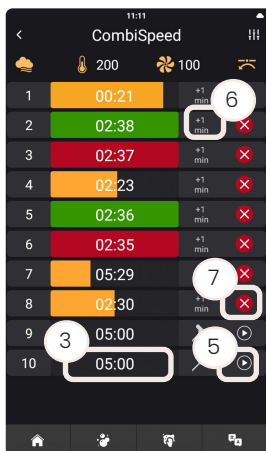 11:11
CombiSpeed
200 100
1 00:21 +1 min
2 02:38 +1 min
3 02:37 +1 min
4 02:23 +1 min
5 02:36 +1 min
6 02:35 +1 min
7 05:29
8 02:30 +1 min
9 05:00
10 05:00
6
7
3
5